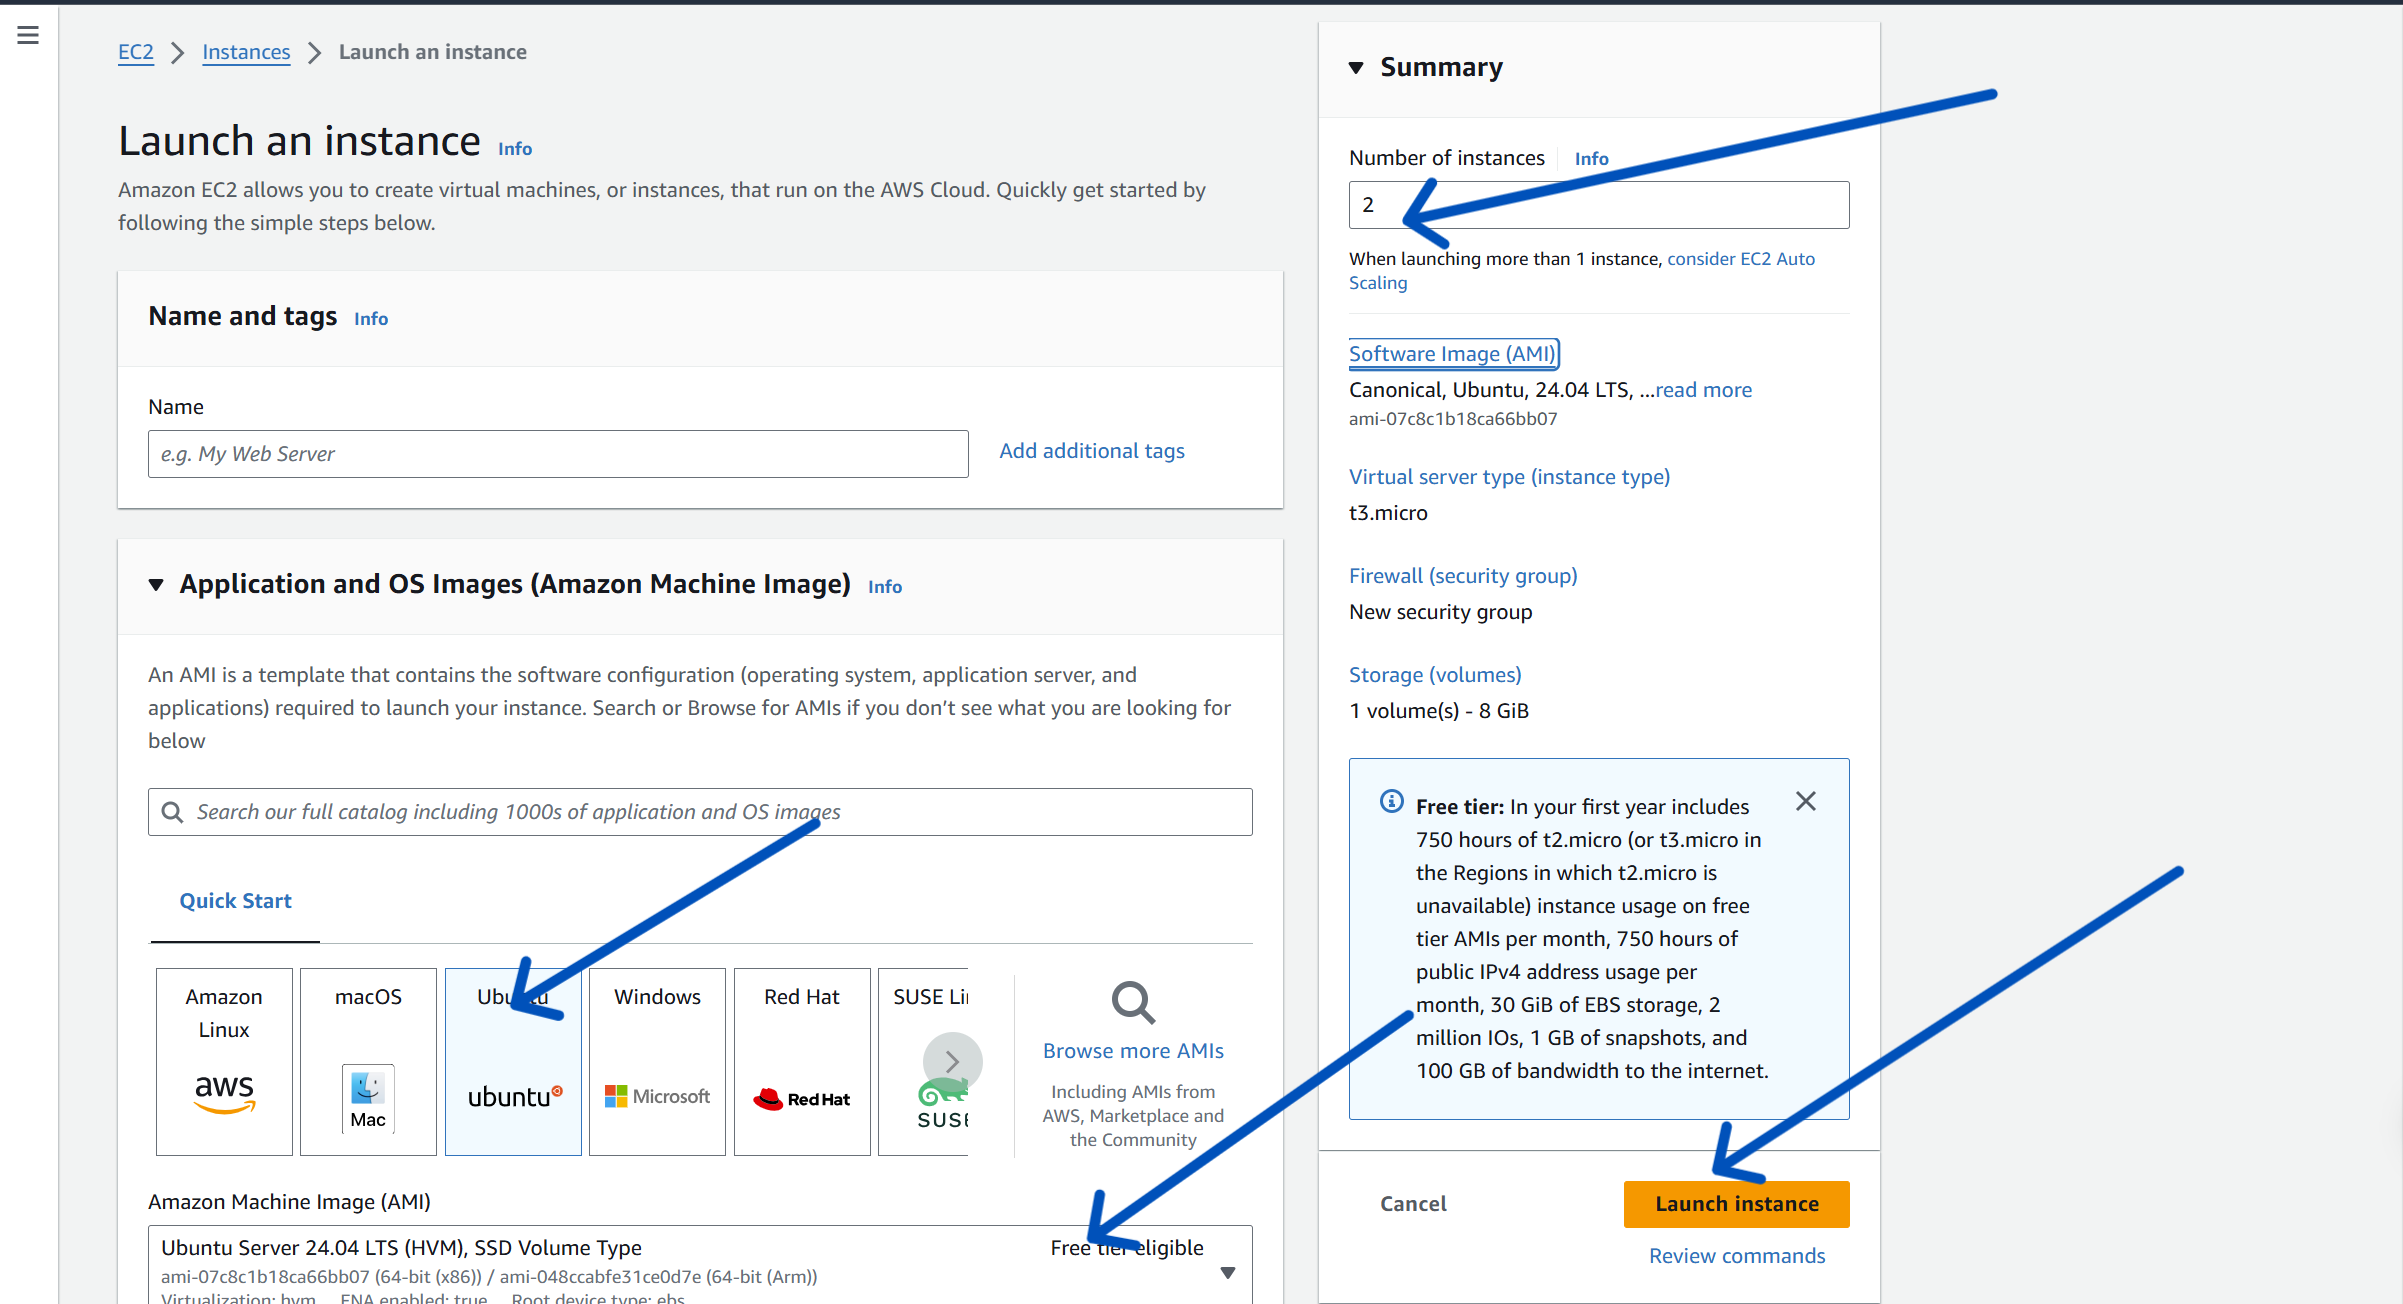 EC2 Instances Launch an instance
Launch an instance Info
Amazon EC2 allows you to create virtual machines, or instances, that run on the AWS Cloud. Quickly get started by
following the simple steps below.
Name and tags Info
Name
e.g. My Web Server
Add additional tags
Application and OS Images (Amazon Machine Image) Info
An AMI is a template that contains the software configuration (operating system, application server, and
applications) required to launch your instance. Search or Browse for AMIs if you don’t see what you are looking for
below
Search our full catalog including 1000s of application and OS images
Quick Start
Amazon
Linux
aws
macOS
Mac
Ubuntu
ubuntu
Windows
Microsoft
Red Hat
Red Hat
SUSE Li
SUSE
Browse more AMIs
Including AMIs from
AWS, Marketplace and
the Community
Amazon Machine Image (AMI)
Ubuntu Server 24.04 LTS (HVM), SSD Volume Type
Free tier eligible
ami-07c8c1b18ca66bb07 (64-bit (x86)) / ami-048ccabfe31ce0d7e (64-bit (Arm))
Virtualization: hvm ENA enabled: true Root device type: ebs
Summary
Number of instances Info
2
When launching more than 1 instance, consider EC2 Auto
Scaling
Software Image (AMI)
Canonical, Ubuntu, 24.04 LTS, ...read more
ami-07c8c1b18ca66bb07
Virtual server type (instance type)
t3.micro
Firewall (security group)
New security group
Storage (volumes)
1 volume(s) - 8 GiB
Free tier: In your first year includes
750 hours of t2.micro (or t3.micro in
the Regions in which t2.micro is
unavailable) instance usage on free
tier AMIs per month, 750 hours of
public IPv4 address usage per
month, 30 GiB of EBS storage, 2
million IOs, 1 GB of snapshots, and
100 GB of bandwidth to the internet.
Cancel
Launch instance
Review commands